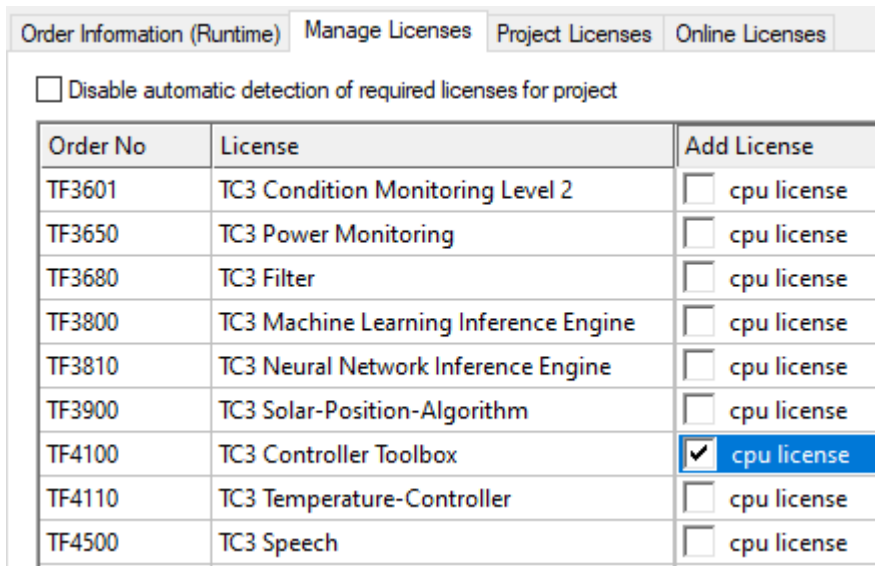 Order Information (Runtime) Manage Licenses Project Licenses Online Licenses
Disable automatic detection of required licenses for project
Order No License Add License
TF3601 TC3 Condition Monitoring Level 2 cpu license
TF3650 TC3 Power Monitoring cpu license
TF3680 TC3 Filter cpu license
TF3800 TC3 Machine Learning Inference Engine cpu license
TF3810 TC3 Neural Network Inference Engine cpu license
TF3900 TC3 Solar-Position-Algorithm cpu license
TF4100 TC3 Controller Toolbox cpu license
TF4110 TC3 Temperature-Controller cpu license
TF4500 TC3 Speech cpu license